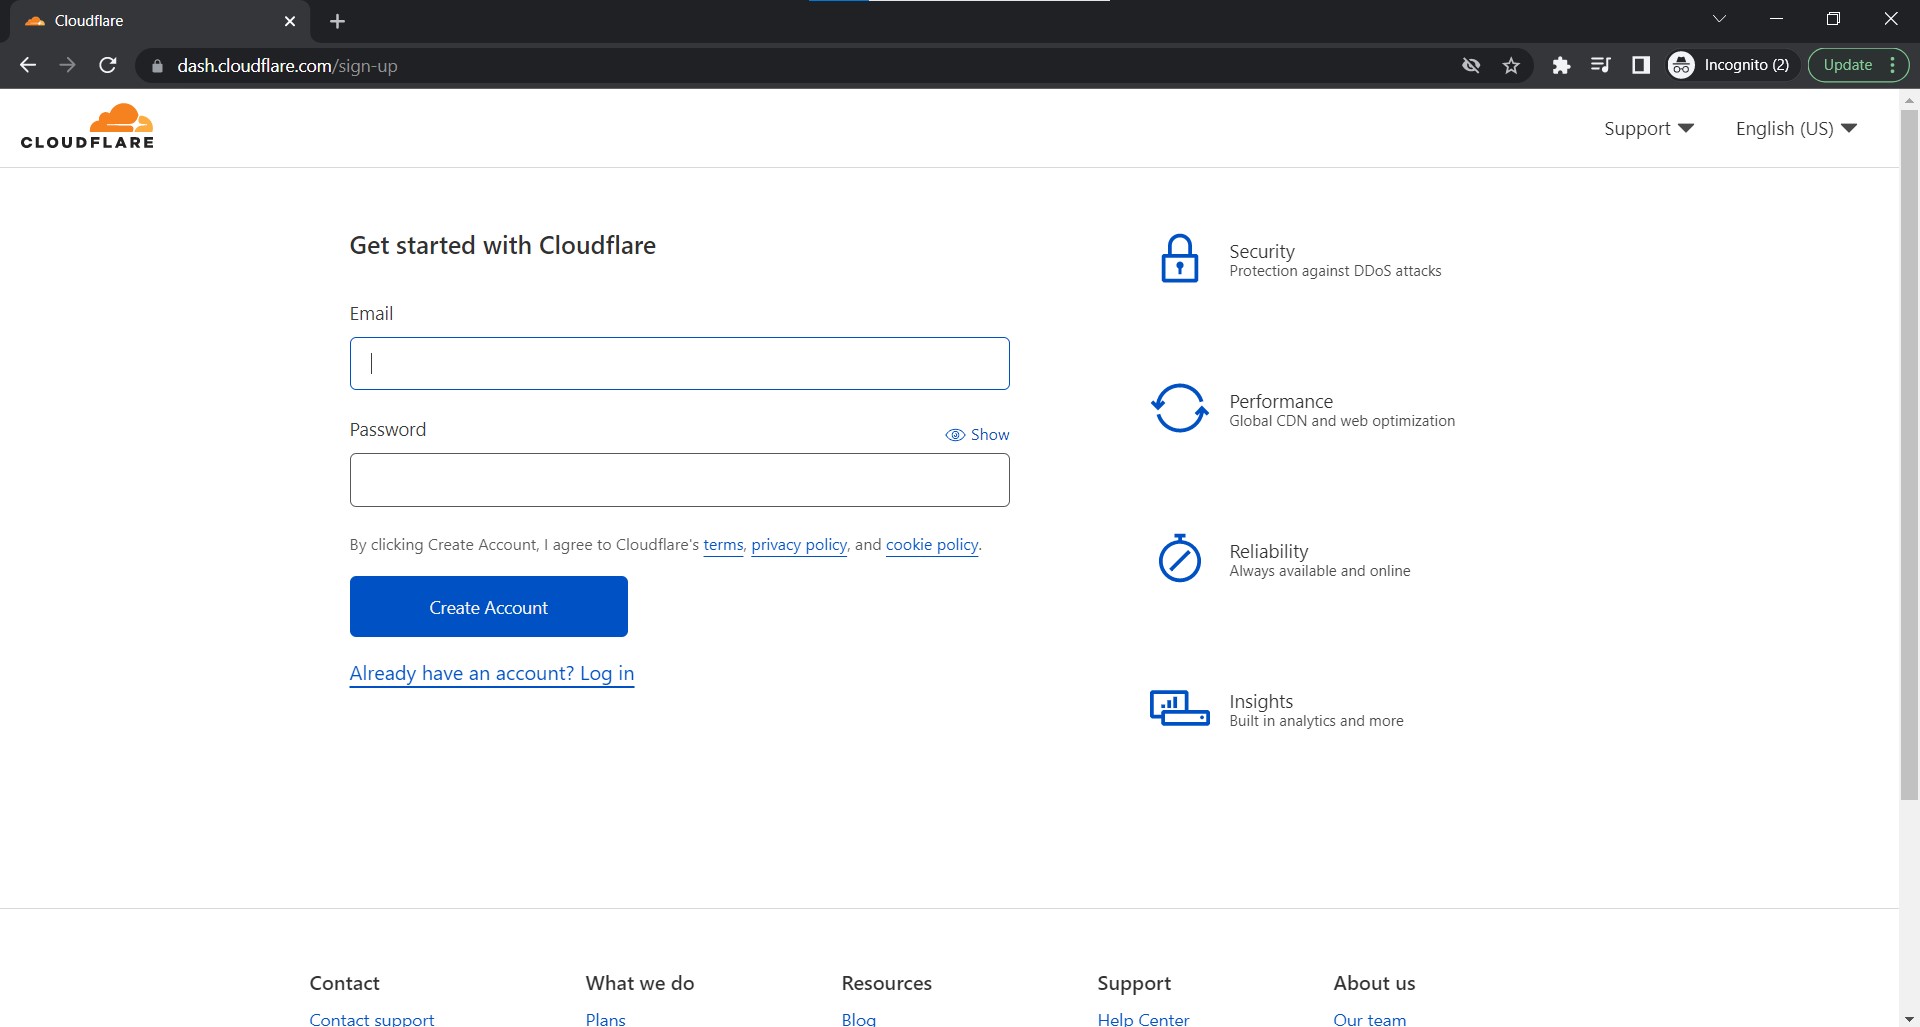 Cloudflare
dash.cloudflare.com/sign-up
Incognito (2)
Update
CLOUDFLARE
Support
English (US)
Get started with Cloudflare
Email
Password
Show
By clicking Create Account, I agree to Cloudflare's terms, privacy policy, and cookie policy.
Create Account
Already have an account? Log in
Security
Protection against DDoS attacks
Performance
Global CDN and web optimization
Reliability
Always available and online
Insights
Built in analytics and more
Contact
Contact support
What we do
Plans
Resources
Blog
Support
Help Center
About us
Our team